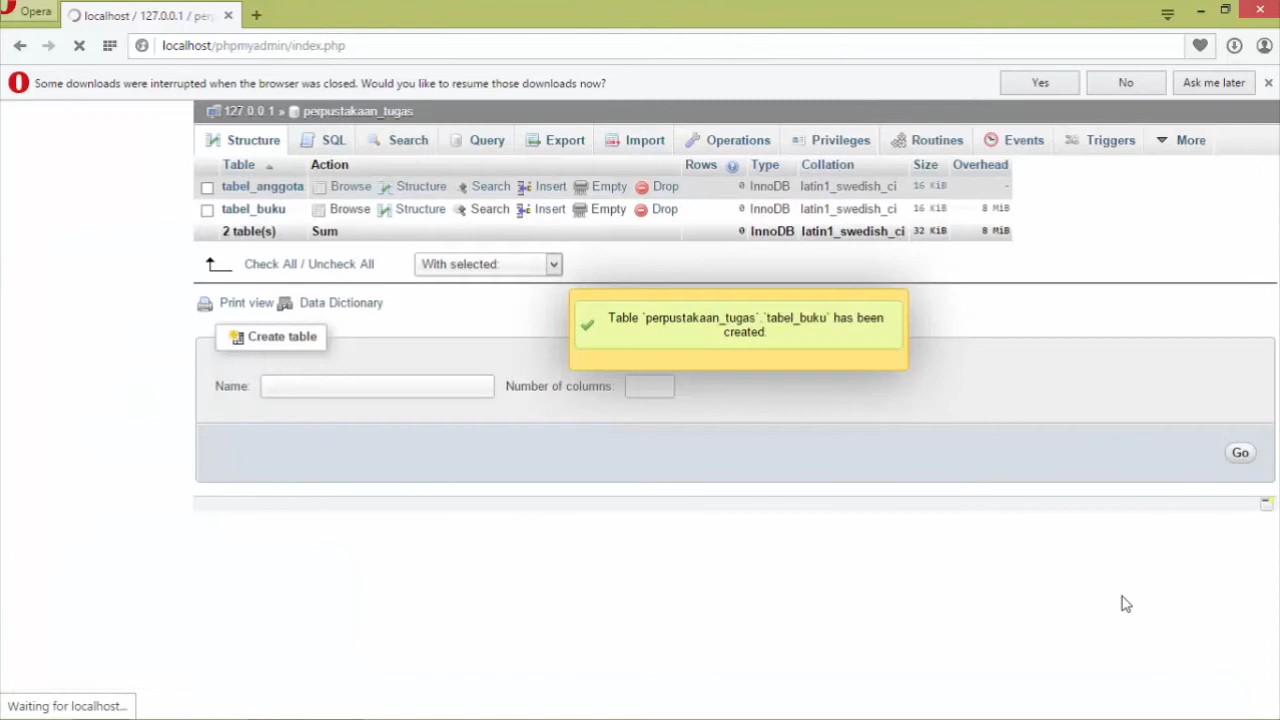 Opera
localhost / 127.0.0.1 / per
localhost/phpmyadmin/index.php
Some downloads were interrupted when the browser was closed. Would you like to resume those downloads now? Yes No Ask me later
127.0.0.1 » perpustakaan_tugas
Structure SQL Search Query Export Import Operations Privileges Routines Events Triggers More
Table Action Rows Type Collation Size Overhead
tabel_anggota Browse Structure Search Insert Empty Drop 0 InnoDB latin1_swedish_ci 16 KiB -
tabel_buku Browse Structure Search Insert Empty Drop 0 InnoDB latin1_swedish_ci 16 KiB 8 MiB
2 table(s) Sum 0 InnoDB latin1_swedish_ci 32 KiB 8 MiB
Check All / Uncheck All With selected:
Print view Data Dictionary
Table `perpustakaan_tugas`.`tabel_buku` has been
created.
Create table
Name: Number of columns:
Go
Waiting for localhost...